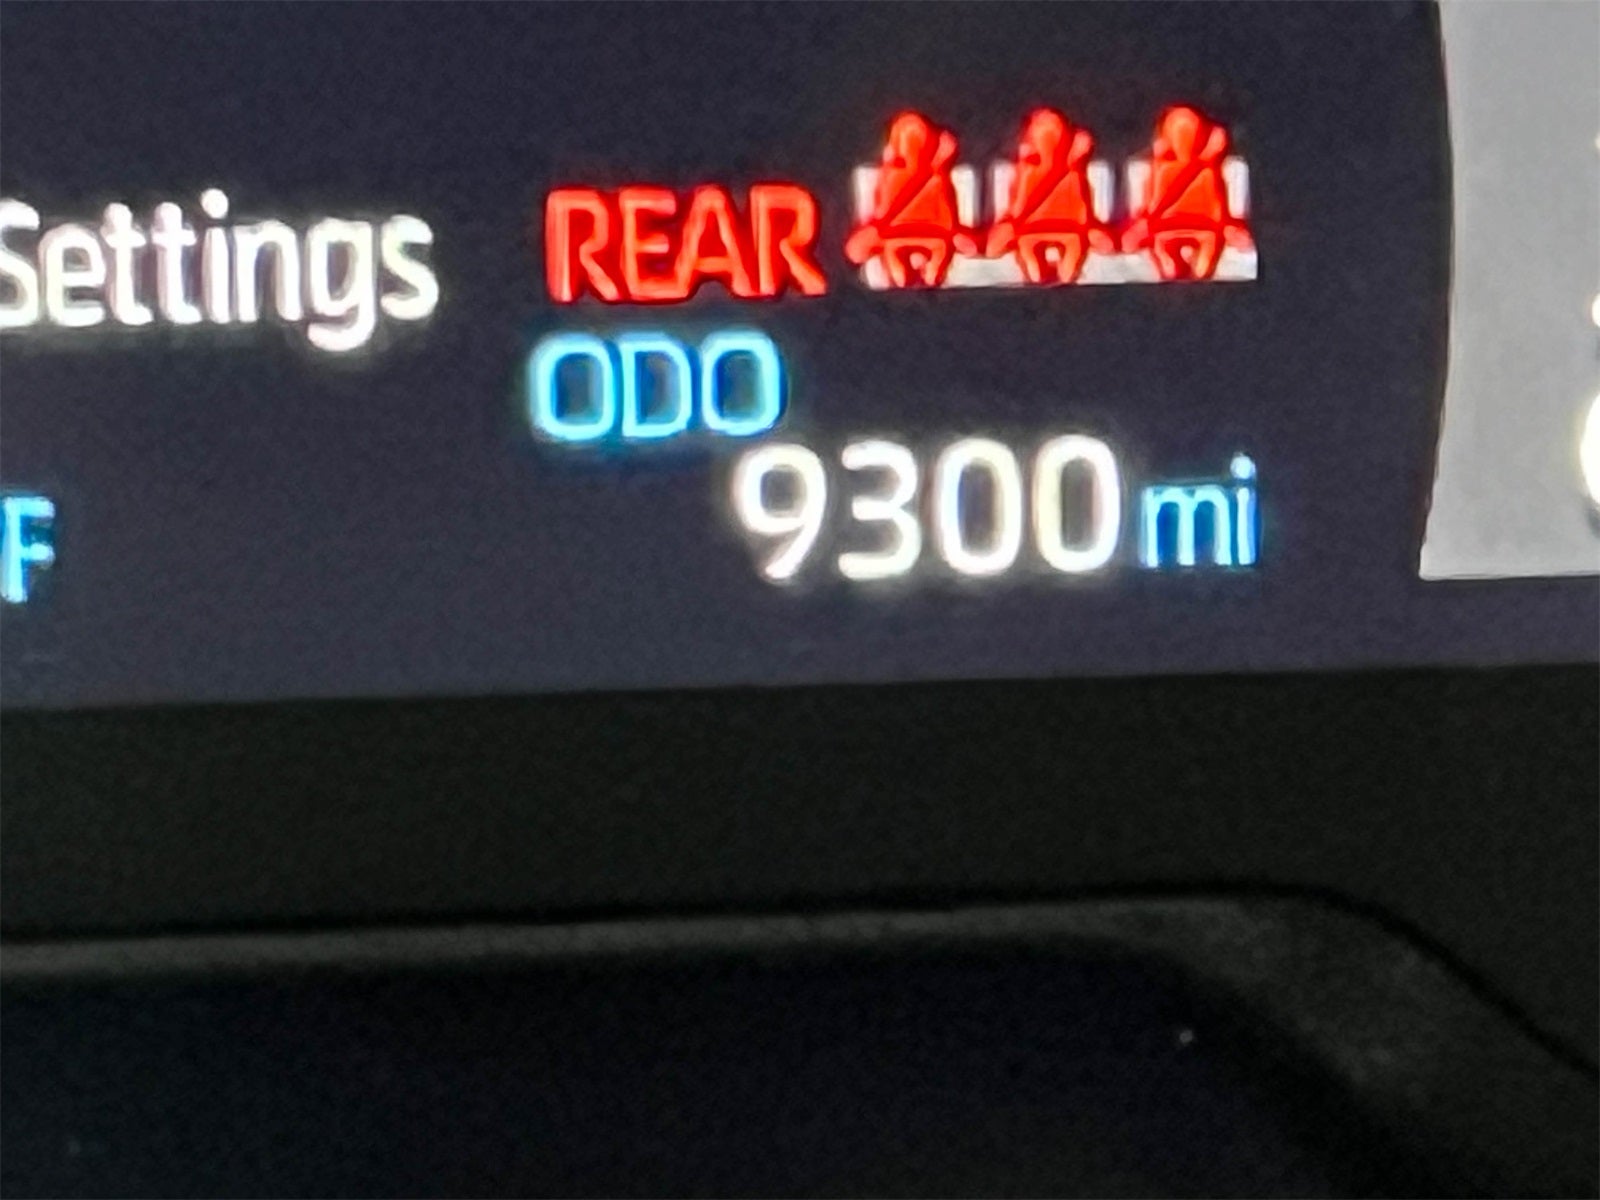 Settings
REAR
ODO
9300 mi
F